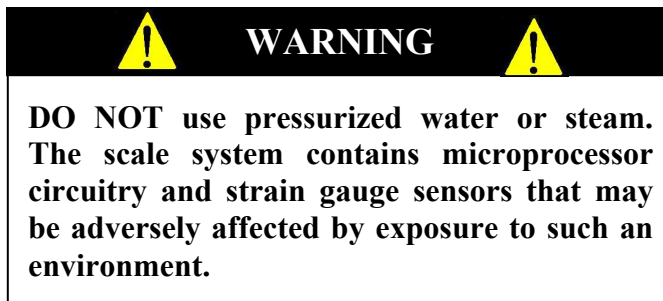 WARNING
DO NOT use pressurized water or steam.
The scale system contains microprocessor
circuitry and strain gauge sensors that may
be adversely affected by exposure to such an
environment.